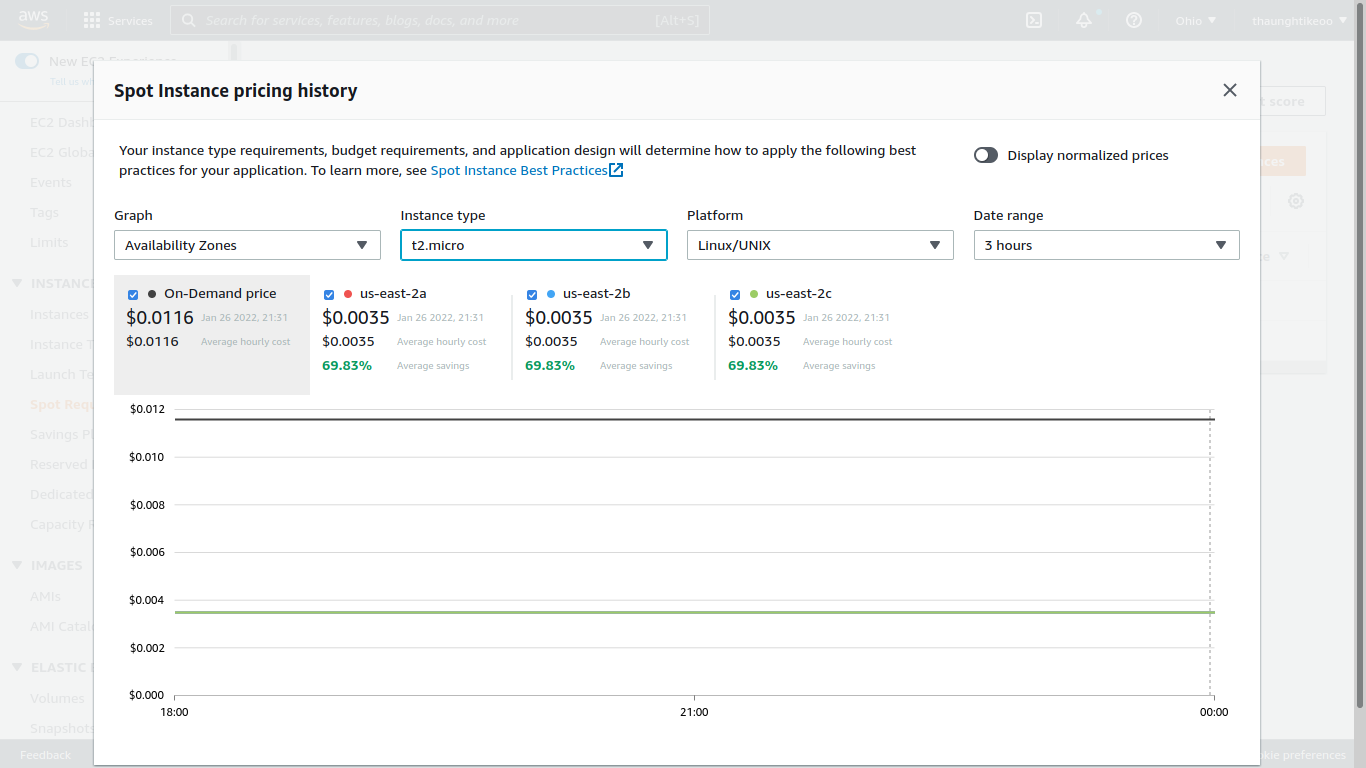 aws
Services
Search for services, features, blogs, docs, and more
[Alt+S]
Ohio
thaunghtikeoo
New EC2 Experience
Tell us
Spot Instance pricing history
score
EC2
EC2
Events
Tags
Limits
Your instance type requirements, budget requirements, and application design will determine how to apply the following best
practices for your application. To learn more, see Spot Instance Best Practices
Display normalized prices
Graph
Instance type
Platform
Date range
Availability Zones
t2.micro
Linux/UNIX
3 hours
Instances
Instance
Launch
Spot
Savings
Reserved
Dedicated
Capacity
IMAGES
AMIs
AMI
ELASTIC
Volumes
Snapshots
On-Demand price
$0.0116 Jan 26 2022, 21:31
$0.0116 Average hourly cost
us-east-2a
$0.0035 Jan 26 2022, 21:31
$0.0035 Average hourly cost
69.83% Average savings
us-east-2b
$0.0035 Jan 26 2022, 21:31
$0.0035 Average hourly cost
69.83% Average savings
us-east-2c
$0.0035 Jan 26 2022, 21:31
$0.0035 Average hourly cost
69.83% Average savings
$0.012
$0.010
$0.008
$0.006
$0.004
$0.002
$0.000
18:00
21:00
00:00
Feedback
preferences